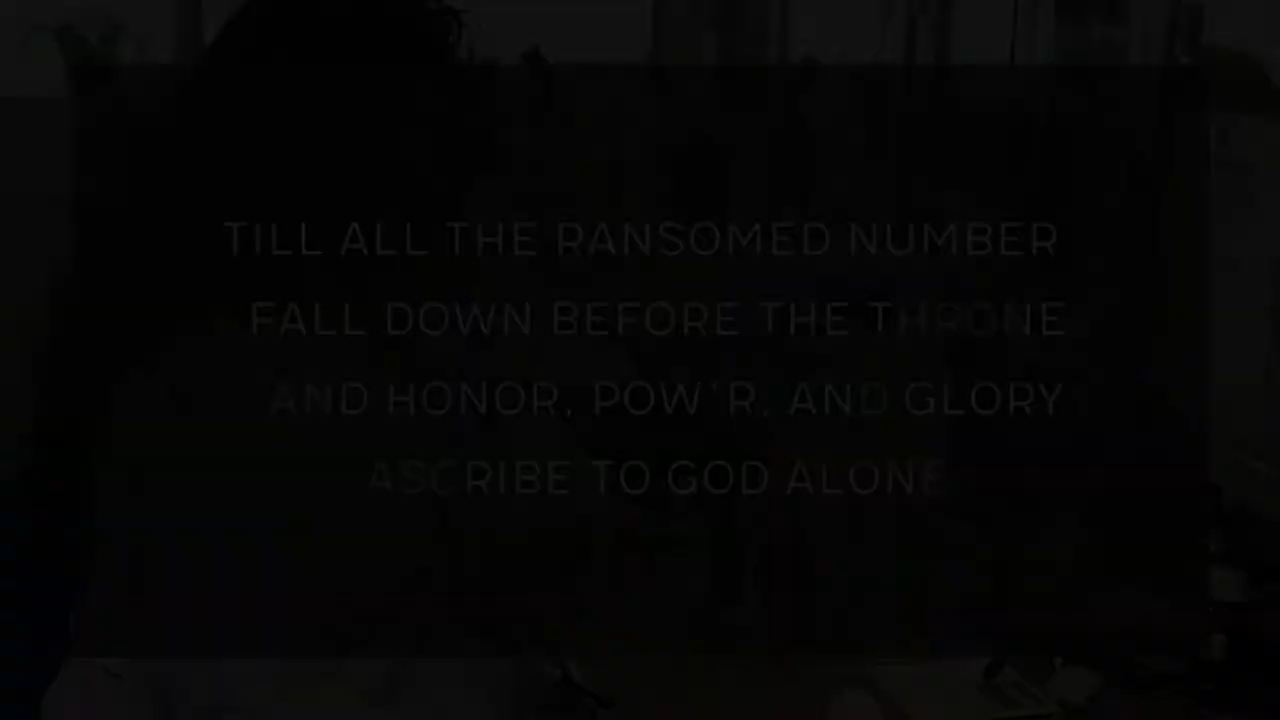 TILL ALL THE RANSOMED NUMBER
FALL DOWN BEFORE THE THRONE
AND HONOR, POW'R, AND GLORY
ASCRIBE TO GOD ALONE